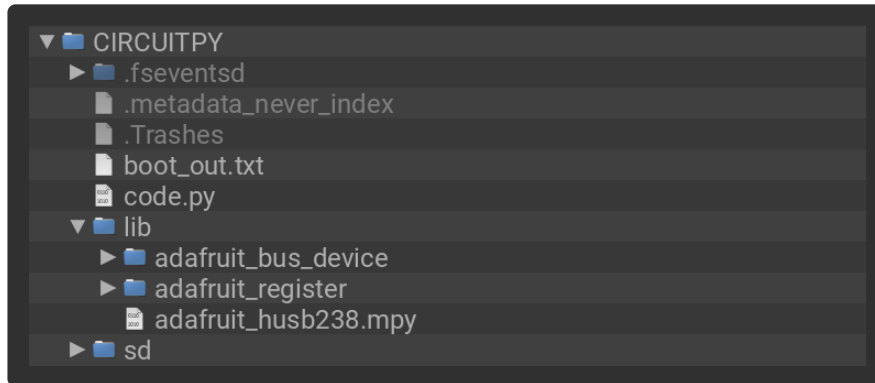 CIRCUITPY
.fseventsd
.metadata_never_index
.Trashes
boot_out.txt
code.py
lib
adafruit_bus_device
adafruit_register
adafruit_husb238.mpy
sd